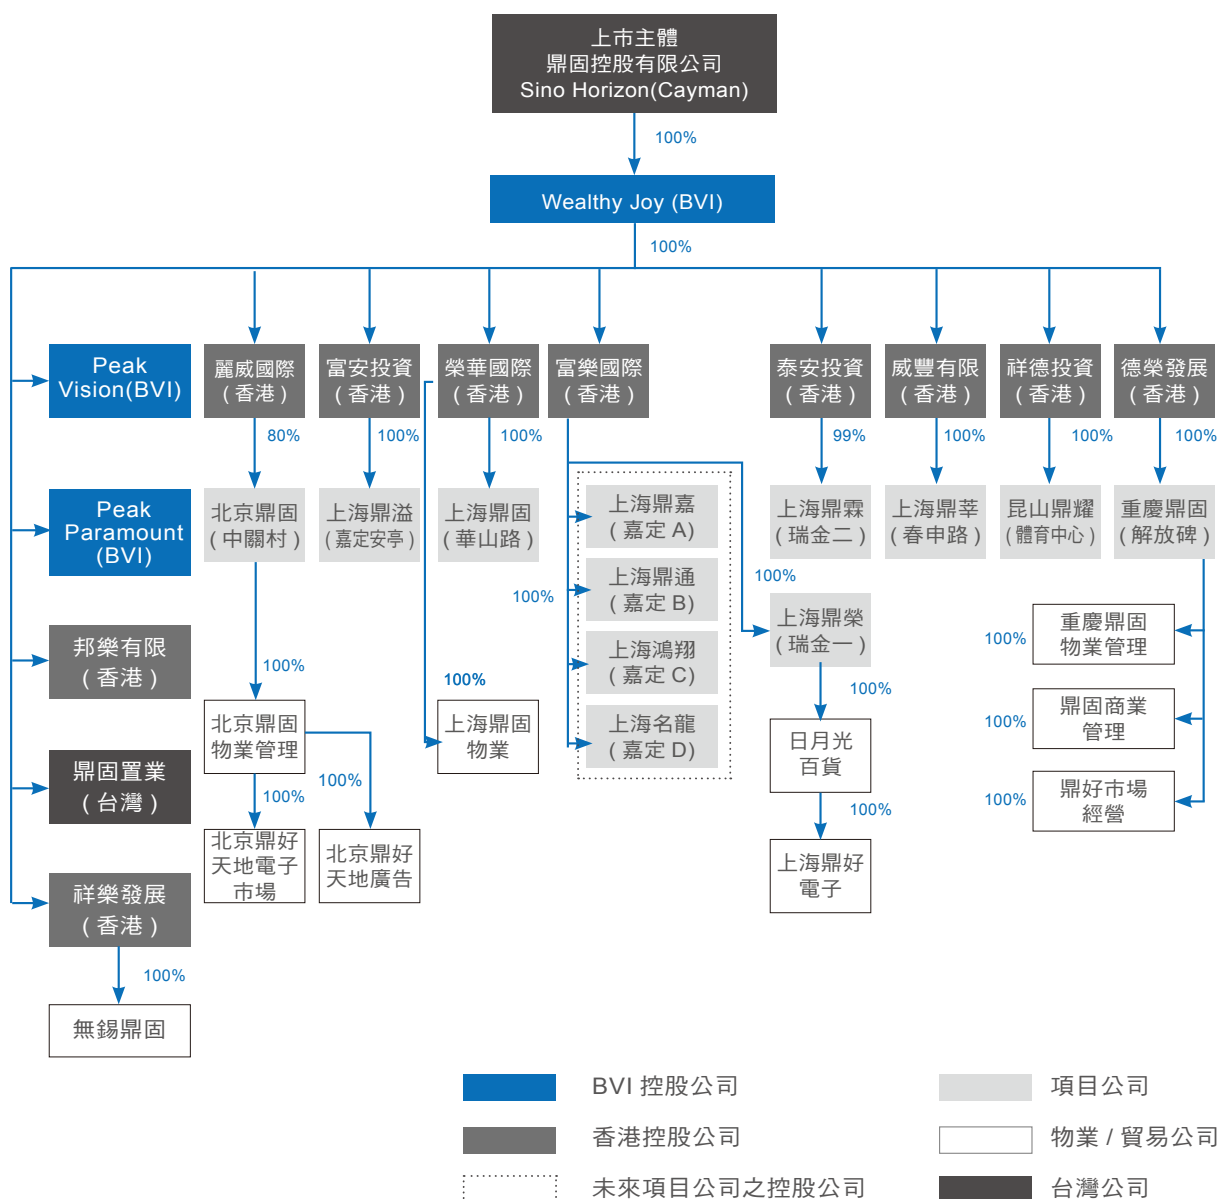 上市主體
鼎固控股有限公司
Sino Horizon(Cayman)
100%
Wealthy Joy (BVI)
100%
Peak
Vision(BVI)
麗威國際
( 香港 )
富安投資
( 香港 )
榮華國際
( 香港 )
富樂國際
( 香港 )
泰安投資
( 香港 )
威豐有限
( 香港 )
祥德投資
( 香港 )
德榮發展
( 香港 )
80%
100%
100%
99%
100%
100%
100%
Peak
Paramount
(BVI)
北京鼎固
( 中關村 )
上海鼎溢
( 嘉定安亭 )
上海鼎固
( 華山路 )
上海鼎嘉
( 嘉定 A)
上海鼎霖
( 瑞金二 )
上海鼎莘
( 春申路 )
昆山鼎耀
( 體育中心 )
重慶鼎固
( 解放碑 )
100%
上海鼎通
( 嘉定 B)
100%
上海鼎榮
( 瑞金一 )
100%
重慶鼎固
物業管理
邦樂有限
( 香港 )
100%
100%
上海鴻翔
( 嘉定 C)
100%
北京鼎固
物業管理
上海鼎固
物業
上海名龍
( 嘉定 D)
日月光
百貨
100%
鼎固商業
管理
鼎固置業
( 台灣 )
100%
100%
100%
100%
鼎好市場
經營
北京鼎好
天地電子
市場
北京鼎好
天地廣告
上海鼎好
電子
祥樂發展
( 香港 )
100%
無錫鼎固
BVI 控股公司
項目公司
香港控股公司
物業 / 貿易公司
未來項目公司之控股公司
台灣公司